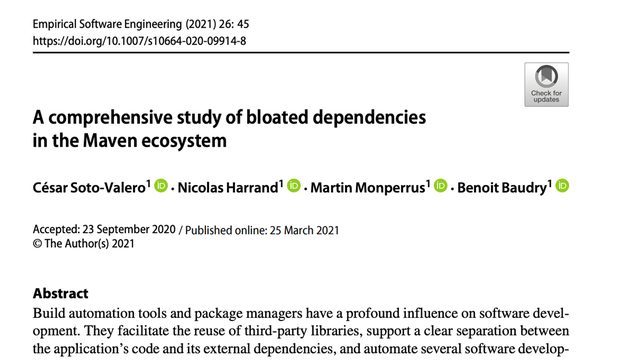 Empirical Software Engineering (2021) 26: 45
https://doi.org/10.1007/s10664-020-09914-8
Check for
updates
A comprehensive study of bloated dependencies
in the Maven ecosystem
César Soto-Valero¹ iD · Nicolas Harrand¹ iD · Martin Monperrus¹ iD · Benoit Baudry¹ iD
Accepted: 23 September 2020 / Published online: 25 March 2021
© The Author(s) 2021
Abstract
Build automation tools and package managers have a profound influence on software devel-
opment. They facilitate the reuse of third-party libraries, support a clear separation between
the application's code and its external dependencies, and automate several software develop-